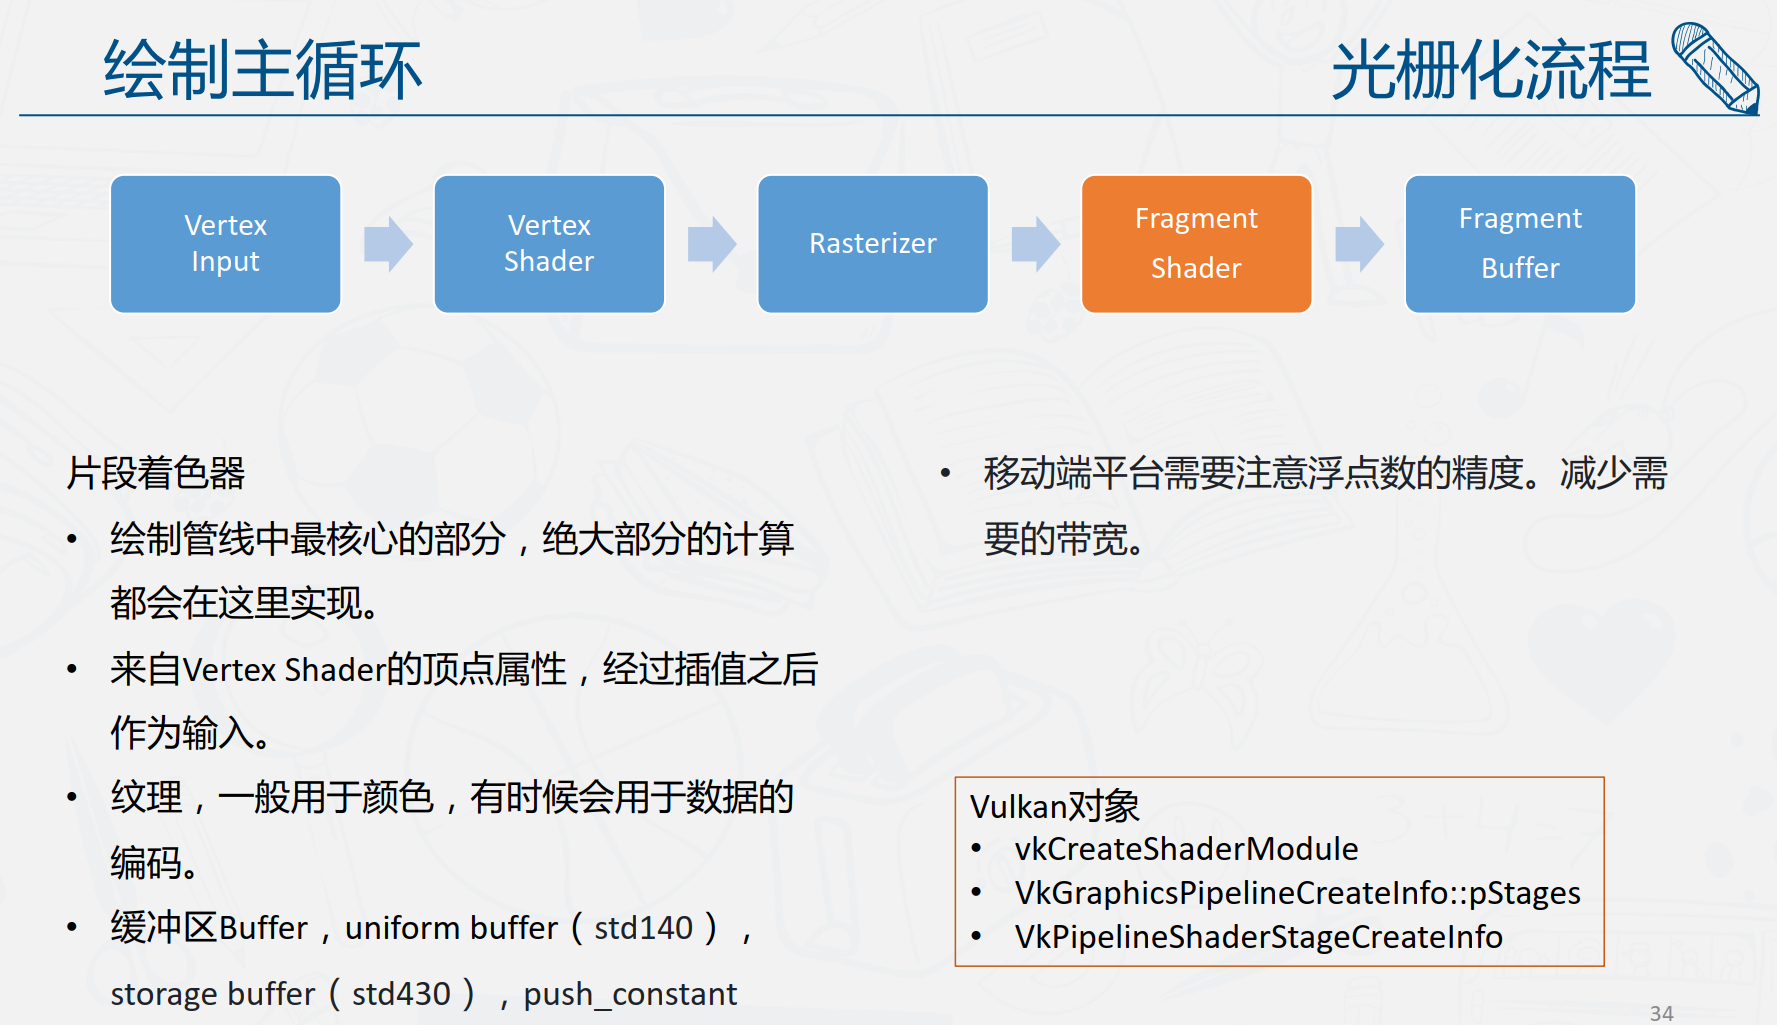 绘制主循环
光栅化流程
Vertex
Input
Vertex
Shader
Rasterizer
Fragment
Shader
Fragment
Buffer
片段着色器
• 绘制管线中最核心的部分，绝大部分的计算
都会在这里实现。
• 来自Vertex Shader的顶点属性，经过插值之后
作为输入。
• 纹理，一般用于颜色，有时候会用于数据的
编码。
• 缓冲区Buffer，uniform buffer（std140），
storage buffer（std430），push_constant
• 移动端平台需要注意浮点数的精度。减少需
要的带宽。
Vulkan对象
• vkCreateShaderModule
• VkGraphicsPipelineCreateInfo::pStages
• VkPipelineShaderStageCreateInfo
34